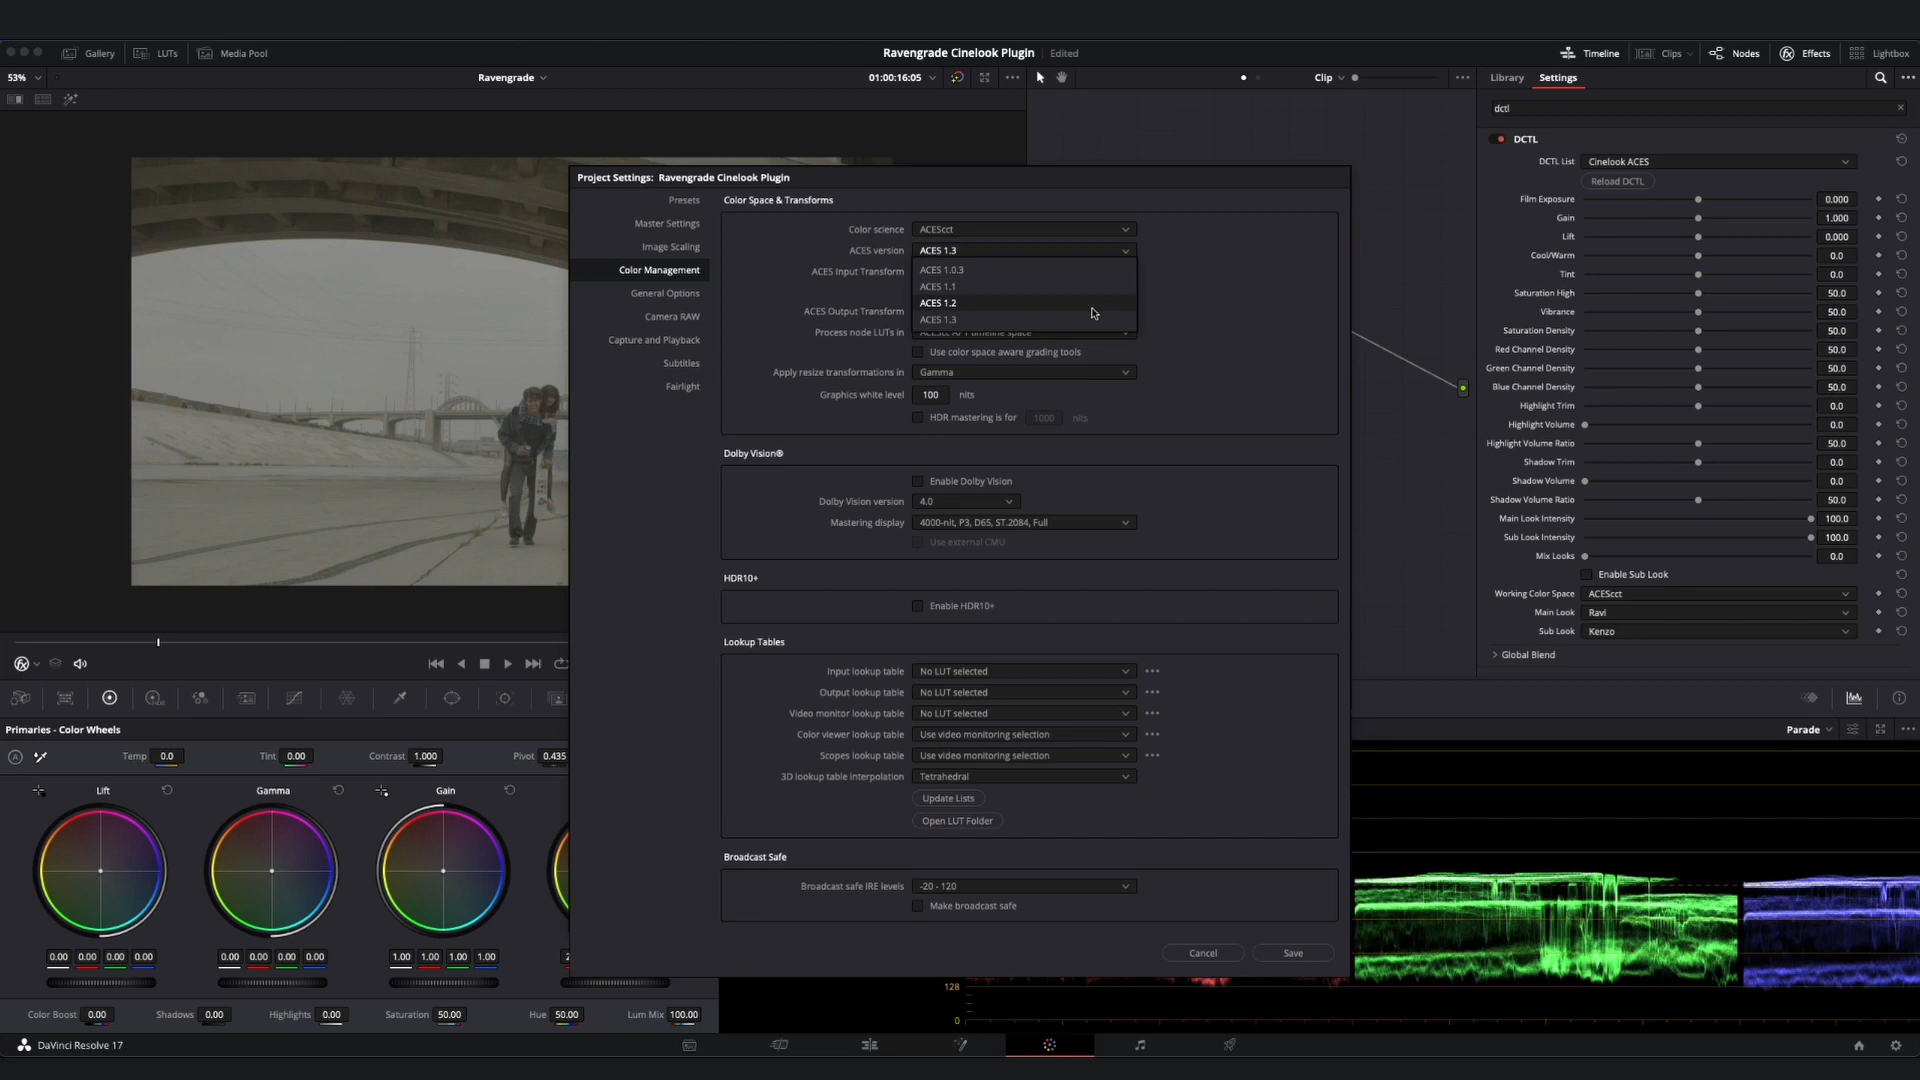 Gallery LUTs Media Pool Ravengrade Cinelook Plugin Edited Timeline Clips Nodes Effects Lightbox
53% Ravengrade 01:00:16:05 Clip Library Settings
dctl
DCTL
DCTL List Cinelook ACES
Reload DCTL
Film Exposure 0.000
Gain 1.000
Lift 0.000
Cool/Warm 0.0
Tint 0.0
Saturation High 50.0
Vibrance 50.0
Saturation Density 50.0
Red Channel Density 50.0
Green Channel Density 50.0
Blue Channel Density 50.0
Highlight Trim 0.0
Highlight Volume 0.0
Highlight Volume Ratio 50.0
Shadow Trim 0.0
Shadow Volume 0.0
Shadow Volume Ratio 50.0
Main Look Intensity 100.0
Sub Look Intensity 100.0
Mix Looks 0.0
Enable Sub Look
Working Color Space ACEScct
Main Look Ravi
Sub Look Kenzo
Global Blend
Project Settings: Ravengrade Cinelook Plugin
Presets
Master Settings
Image Scaling
Color Management
General Options
Camera RAW
Capture and Playback
Subtitles
Fairlight
Color Space & Transforms
Color science ACEScct
ACES version ACES 1.3
ACES 1.0.3
ACES Input Transform
ACES 1.1
ACES 1.2
ACES Output Transform
ACES 1.3
Process node LUTs in ACEScc AP1 timeline space
Use color space aware grading tools
Apply resize transformations in Gamma
Graphics white level 100 nits
HDR mastering is for 1000 nits
Dolby Vision®
Enable Dolby Vision
Dolby Vision version 4.0
Mastering display 4000-nit, P3, D65, ST.2084, Full
Use external CMU
HDR10+
Enable HDR10+
Lookup Tables
Input lookup table No LUT selected
Output lookup table No LUT selected
Video monitor lookup table No LUT selected
Color viewer lookup table Use video monitoring selection
Scopes lookup table Use video monitoring selection
3D lookup table interpolation Tetrahedral
Update Lists
Open LUT Folder
Broadcast Safe
Broadcast safe IRE levels -20 - 120
Make broadcast safe
Cancel Save
Primaries - Color Wheels
Temp 0.0 Tint 0.00 Contrast 1.000 Pivot 0.435
Lift Gamma Gain
0.00 0.00 0.00 0.00 0.00 0.00 0.00 0.00 1.00 1.00 1.00 1.00
Color Boost 0.00 Shadows 0.00 Highlights 0.00 Saturation 50.00 Hue 50.00 Lum Mix 100.00
Parade
128
0
DaVinci Resolve 17